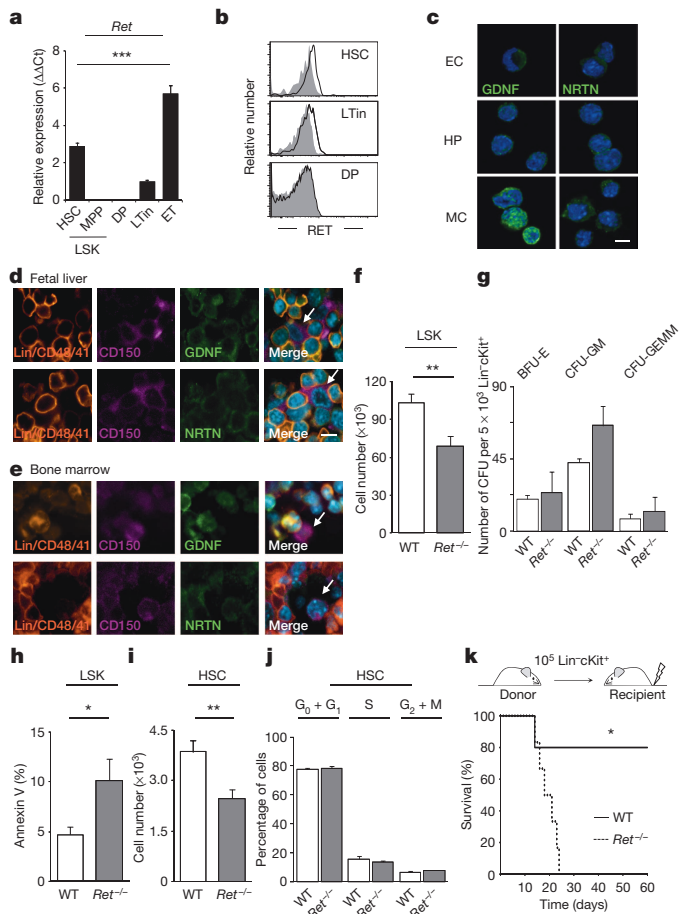 a
Ret
***
Relative expression (ΔΔCt)
8
6
4
2
0
HSC
MPP
DP
LTin
ET
LSK
b
Relative number
HSC
LTin
DP
RET
c
EC
GDNF
NRTN
HP
MC
d Fetal liver
Lin/CD48/41
CD150
GDNF
Merge
Lin/CD48/41
CD150
NRTN
Merge
e Bone marrow
Lin/CD48/41
CD150
GDNF
Merge
Lin/CD48/41
CD150
NRTN
Merge
f
LSK
**
Cell number (×10³)
120
90
60
30
0
WT
Ret⁻/⁻
g
BFU-E
CFU-GM
CFU-GEMM
Number of CFU per 5 × 10³ Lin⁻cKit⁺
90
45
0
WT
Ret⁻/⁻
WT
Ret⁻/⁻
WT
Ret⁻/⁻
h
LSK
*
Annexin V (%)
15
10
5
0
WT
Ret⁻/⁻
i
HSC
**
Cell number (×10³)
4.5
3.0
1.5
0
WT
Ret⁻/⁻
j
HSC
G₀ + G₁
S
G₂ + M
Percentage of cells
100
80
60
40
20
0
WT
Ret⁻/⁻
WT
Ret⁻/⁻
WT
Ret⁻/⁻
k
10⁵ Lin⁻cKit⁺
Donor
Recipient
Survival (%)
100
80
60
40
20
0
*
WT
Ret⁻/⁻
0 10 20 30 40 50 60
Time (days)